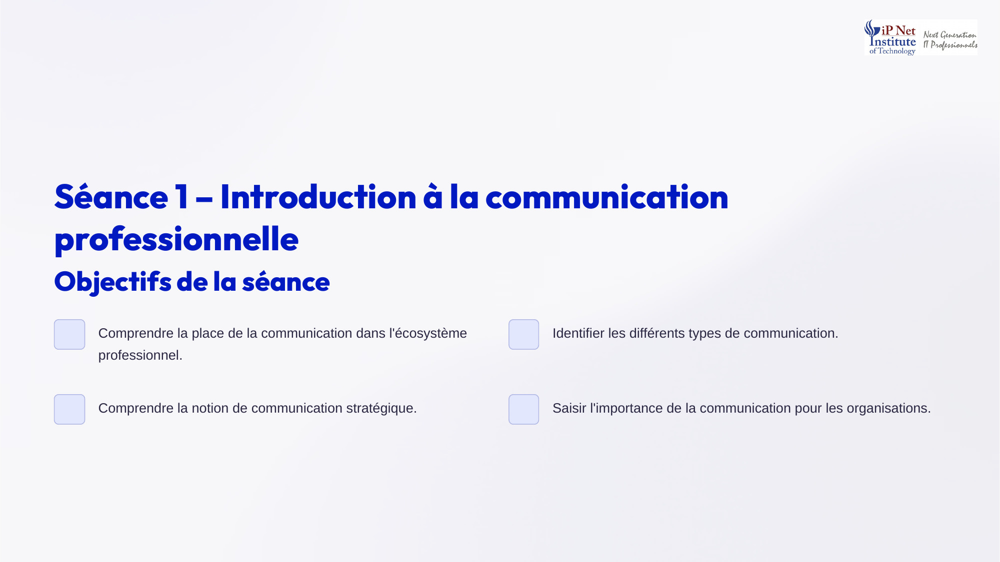 iP Net
Institute
of Technology
Next Generation
IT Professionnels
Séance 1 – Introduction à la communication
professionnelle
Objectifs de la séance
Comprendre la place de la communication dans l'écosystème
professionnel.
Identifier les différents types de communication.
Comprendre la notion de communication stratégique.
Saisir l'importance de la communication pour les organisations.